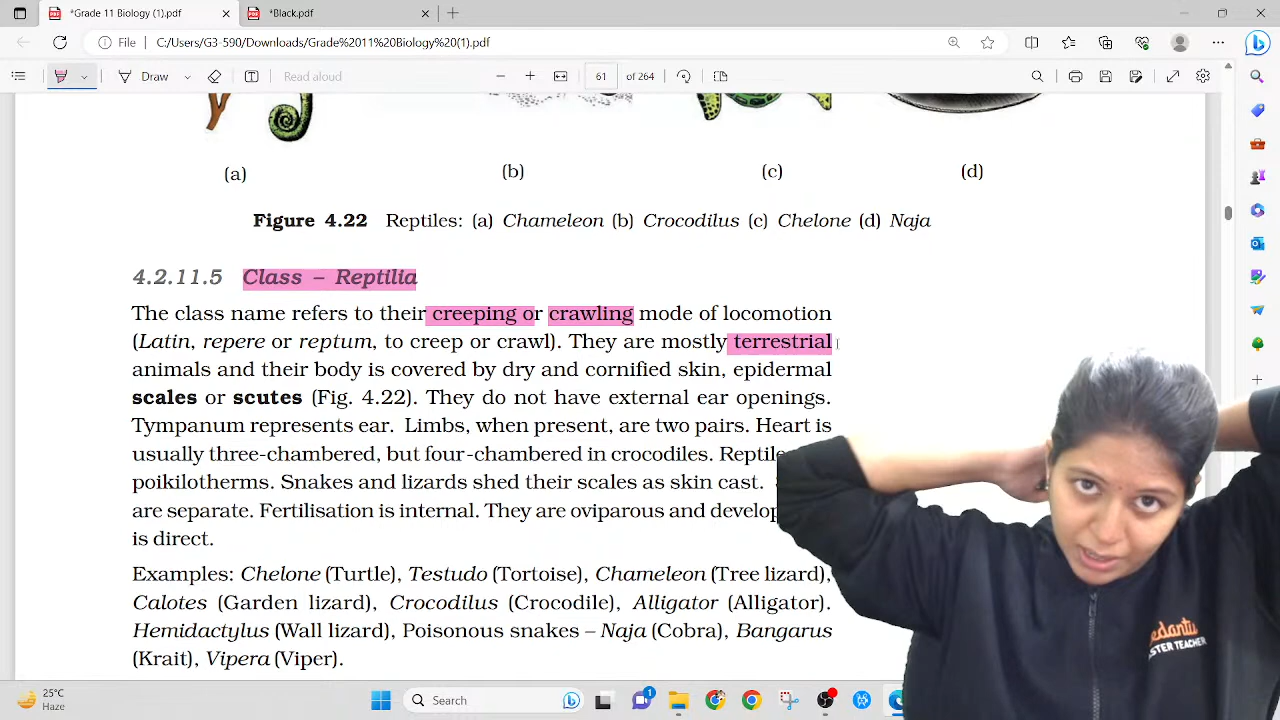 *Grade 11 Biology (1).pdf
*Black.pdf
File C:/Users/G3-590/Downloads/Grade%2011%20Biology%20(1).pdf
Draw Read aloud 61 of 264
(a) (b) (c) (d)
Figure 4.22 Reptiles: (a) Chameleon (b) Crocodilus (c) Chelone (d) Naja
4.2.11.5 Class – Reptilia
The class name refers to their creeping or crawling mode of locomotion
(Latin, repere or reptum, to creep or crawl). They are mostly terrestrial
animals and their body is covered by dry and cornified skin, epidermal
scales or scutes (Fig. 4.22). They do not have external ear openings.
Tympanum represents ear. Limbs, when present, are two pairs. Heart is
usually three-chambered, but four-chambered in crocodiles. Reptile
poikilotherms. Snakes and lizards shed their scales as skin cast.
are separate. Fertilisation is internal. They are oviparous and develop
is direct.
Examples: Chelone (Turtle), Testudo (Tortoise), Chameleon (Tree lizard),
Calotes (Garden lizard), Crocodilus (Crocodile), Alligator (Alligator).
Hemidactylus (Wall lizard), Poisonous snakes – Naja (Cobra), Bangarus
(Krait), Vipera (Viper).
edantu
STER TEACHER
25°C
Haze
Search
1